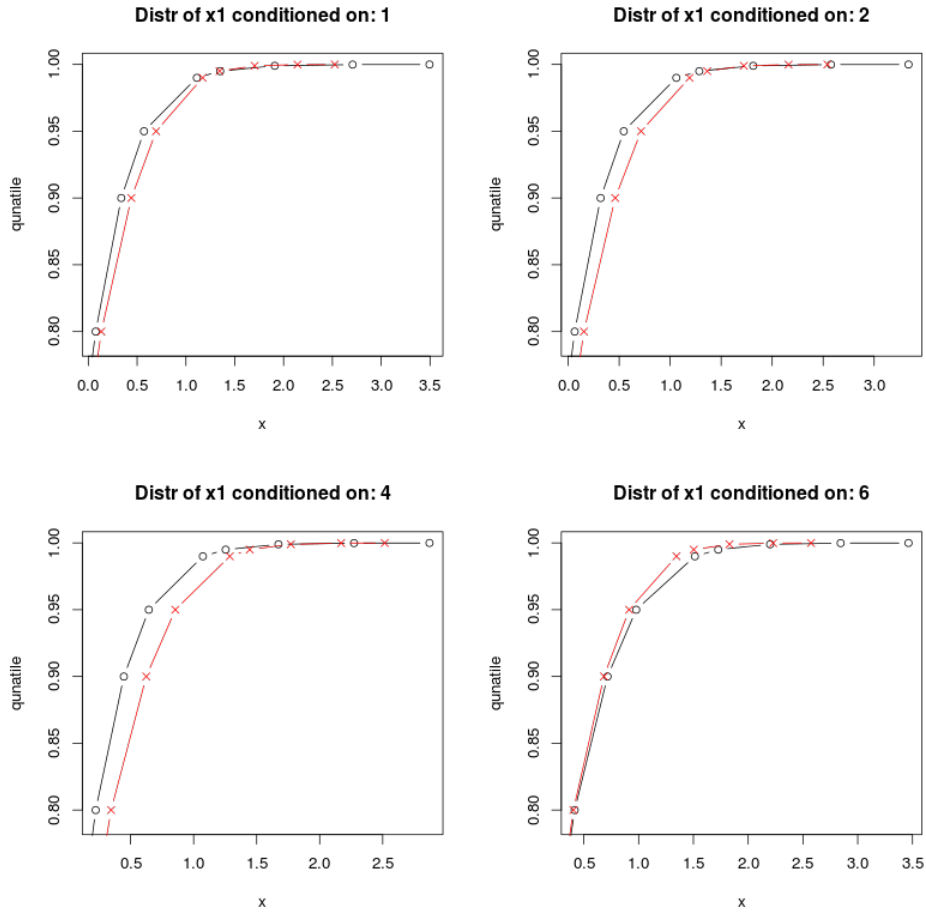 Distr of x1 conditioned on: 1
qunatile
1.00
0.95
0.90
0.85
0.80
0.0 0.5 1.0 1.5 2.0 2.5 3.0 3.5
x
Distr of x1 conditioned on: 2
qunatile
1.00
0.95
0.90
0.85
0.80
0.0 0.5 1.0 1.5 2.0 2.5 3.0
x
Distr of x1 conditioned on: 4
qunatile
1.00
0.95
0.90
0.85
0.80
0.5 1.0 1.5 2.0 2.5
x
Distr of x1 conditioned on: 6
qunatile
1.00
0.95
0.90
0.85
0.80
0.5 1.0 1.5 2.0 2.5 3.0 3.5
x